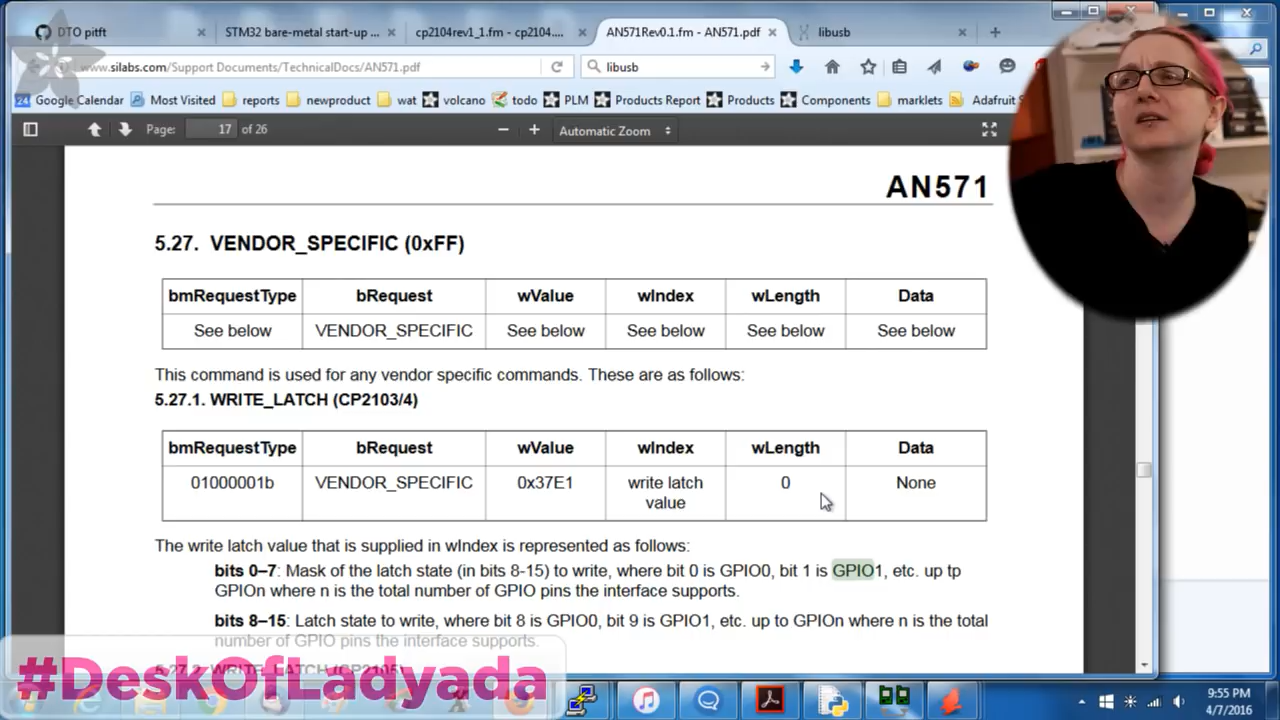 DTO pitft
STM32 bare-metal start-up ...
cp2104rev1_1.fm - cp2104....
AN571Rev0.1.fm - AN571.pdf
libusb
www.silabs.com/Support Documents/TechnicalDocs/AN571.pdf
libusb
24 Google Calendar
Most Visited
reports
newproduct
wat
volcano
todo
PLM
Products Report
Products
Components
marklets
Adafruit S
Page: 17 of 26
Automatic Zoom
AN571
5.27. VENDOR_SPECIFIC (0xFF)
bmRequestType bRequest wValue wIndex wLength Data
See below VENDOR_SPECIFIC See below See below See below See below
This command is used for any vendor specific commands. These are as follows:
5.27.1. WRITE_LATCH (CP2103/4)
bmRequestType bRequest wValue wIndex wLength Data
01000001b VENDOR_SPECIFIC 0x37E1 write latch 0 None
value
The write latch value that is supplied in wIndex is represented as follows:
bits 0–7: Mask of the latch state (in bits 8-15) to write, where bit 0 is GPIO0, bit 1 is GPIO1, etc. up tp
GPIOn where n is the total number of GPIO pins the interface supports.
bits 8–15: Latch state to write, where bit 8 is GPIO0, bit 9 is GPIO1, etc. up to GPIOn where n is the total
number of GPIO pins the interface supports.
5.27.2. WRITE_LATCH (CP2105)
#DeskOfLadyada
9:55 PM
4/7/2016